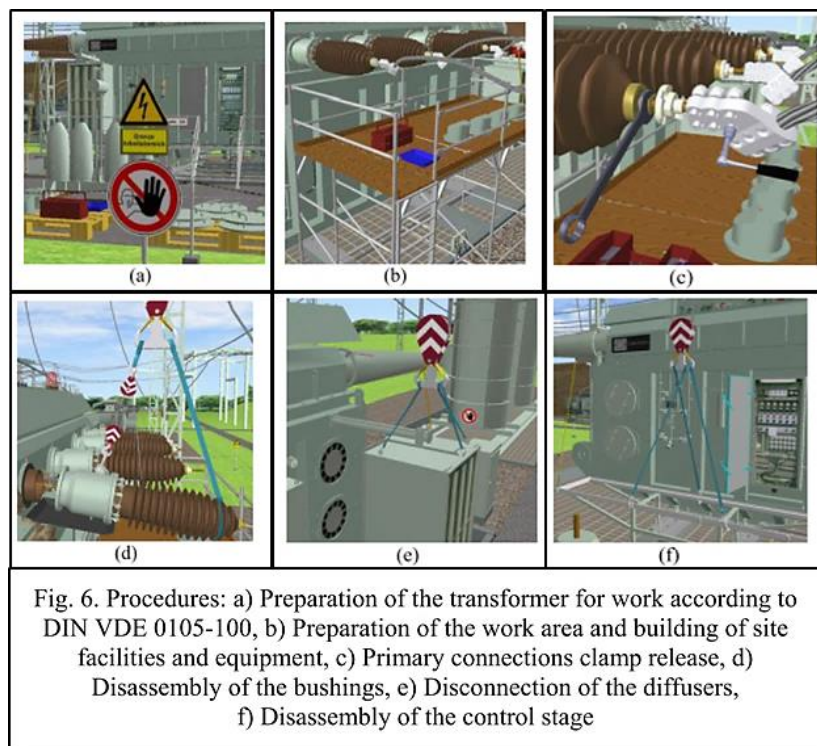 Grenze
Arbeitsbereich
(a)
(b)
(c)
(d)
(e)
(f)
Fig. 6. Procedures: a) Preparation of the transformer for work according to
DIN VDE 0105-100, b) Preparation of the work area and building of site
facilities and equipment, c) Primary connections clamp release, d)
Disassembly of the bushings, e) Disconnection of the diffusers,
f) Disassembly of the control stage